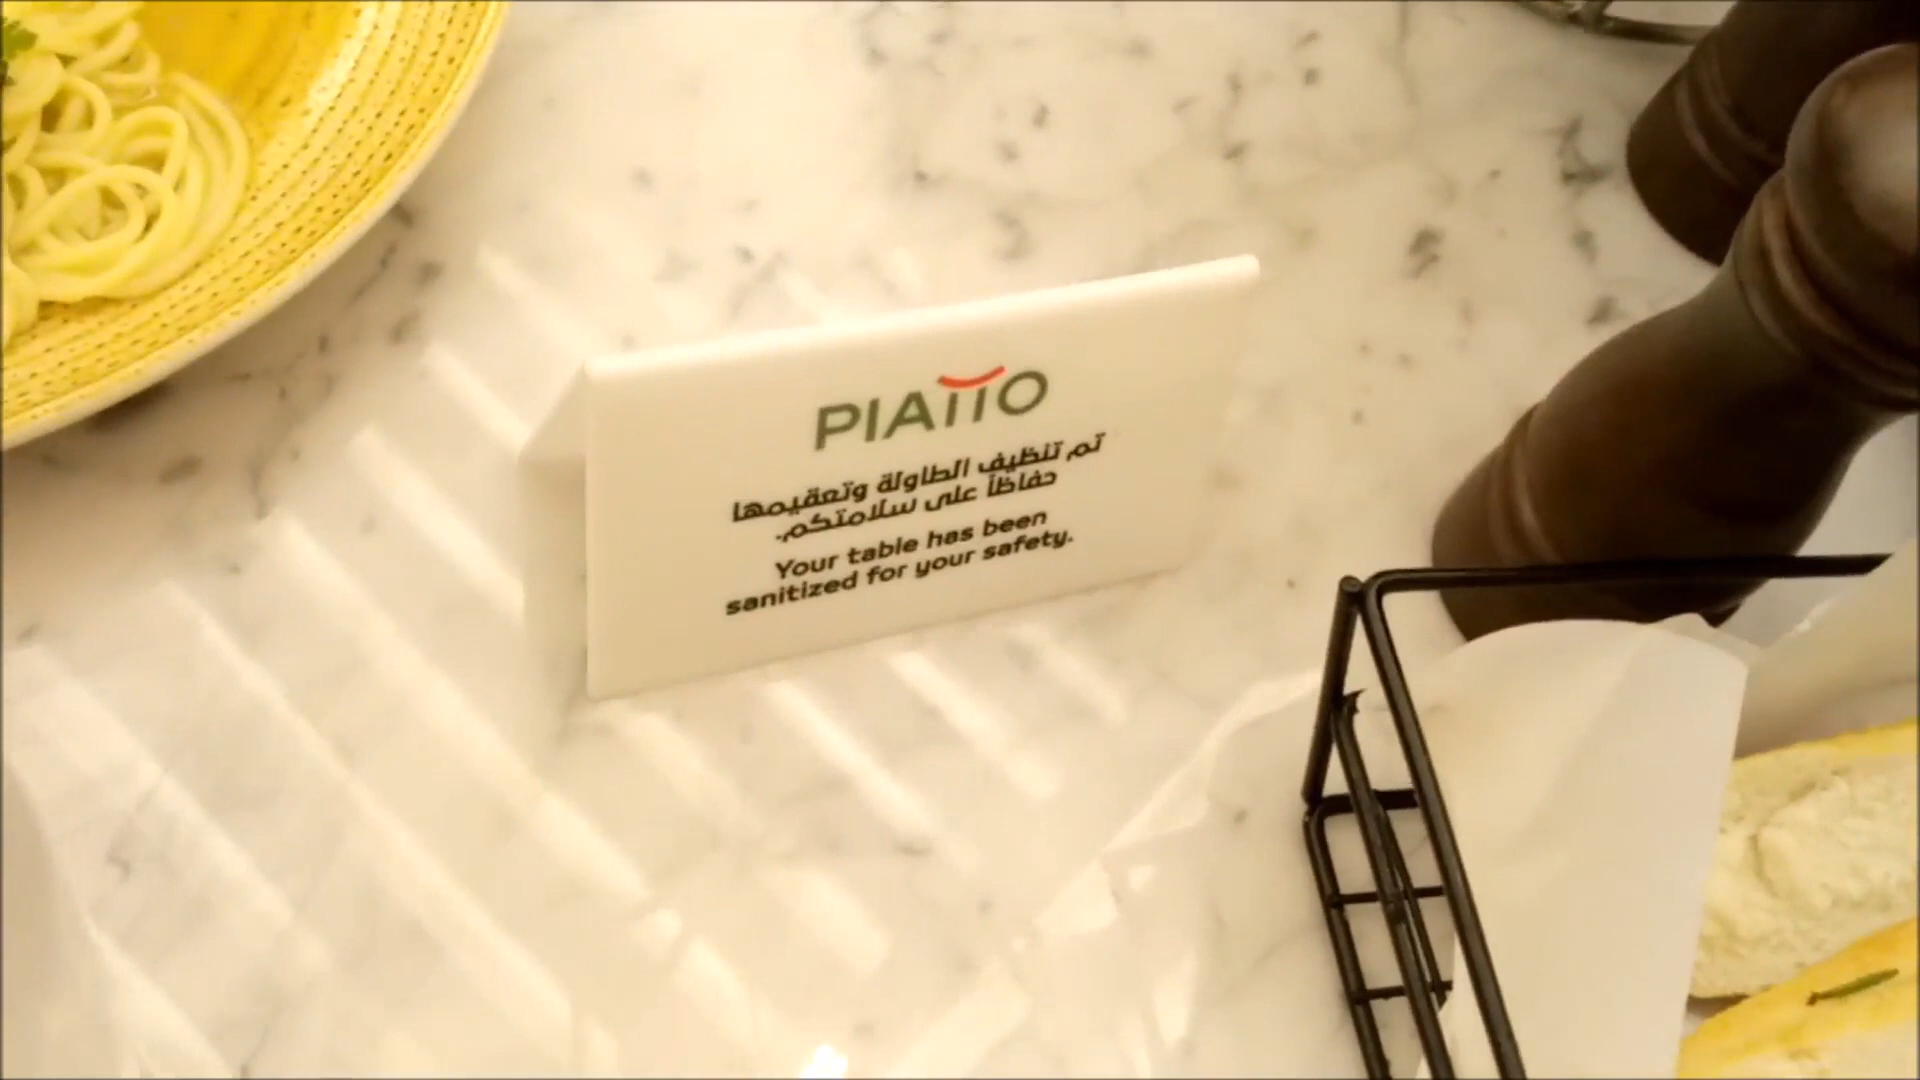 PIATTO
تم تنظيف الطاولة وتعقيمها
حفاظاً على سلامتكم.
Your table has been
sanitized for your safety.